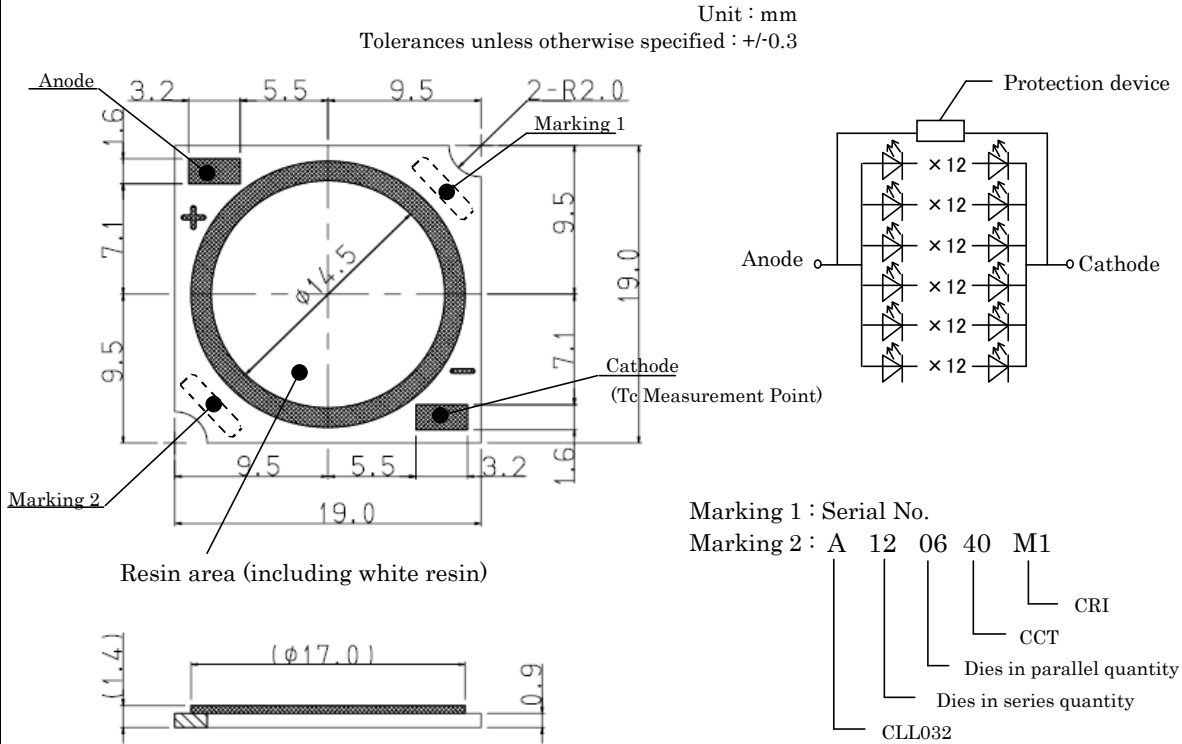 Unit : mm
Tolerances unless otherwise specified : +/-0.3
Anode
3.2
5.5
9.5
2-R2.0
Marking 1
1.6
7.1
9.5
9.5
19.0
7.1
1.6
+
ϕ14.5
−
Cathode
(Tc Measurement Point)
9.5
5.5
3.2
19.0
Marking 2
Resin area (including white resin)
(1.4)
(ϕ17.0)
0.9
Protection device
×12
×12
×12
×12
×12
×12
Anode
Cathode
Marking 1 : Serial No.
Marking 2 : A 12 06 40 M1
CRI
CCT
Dies in parallel quantity
Dies in series quantity
CLL032